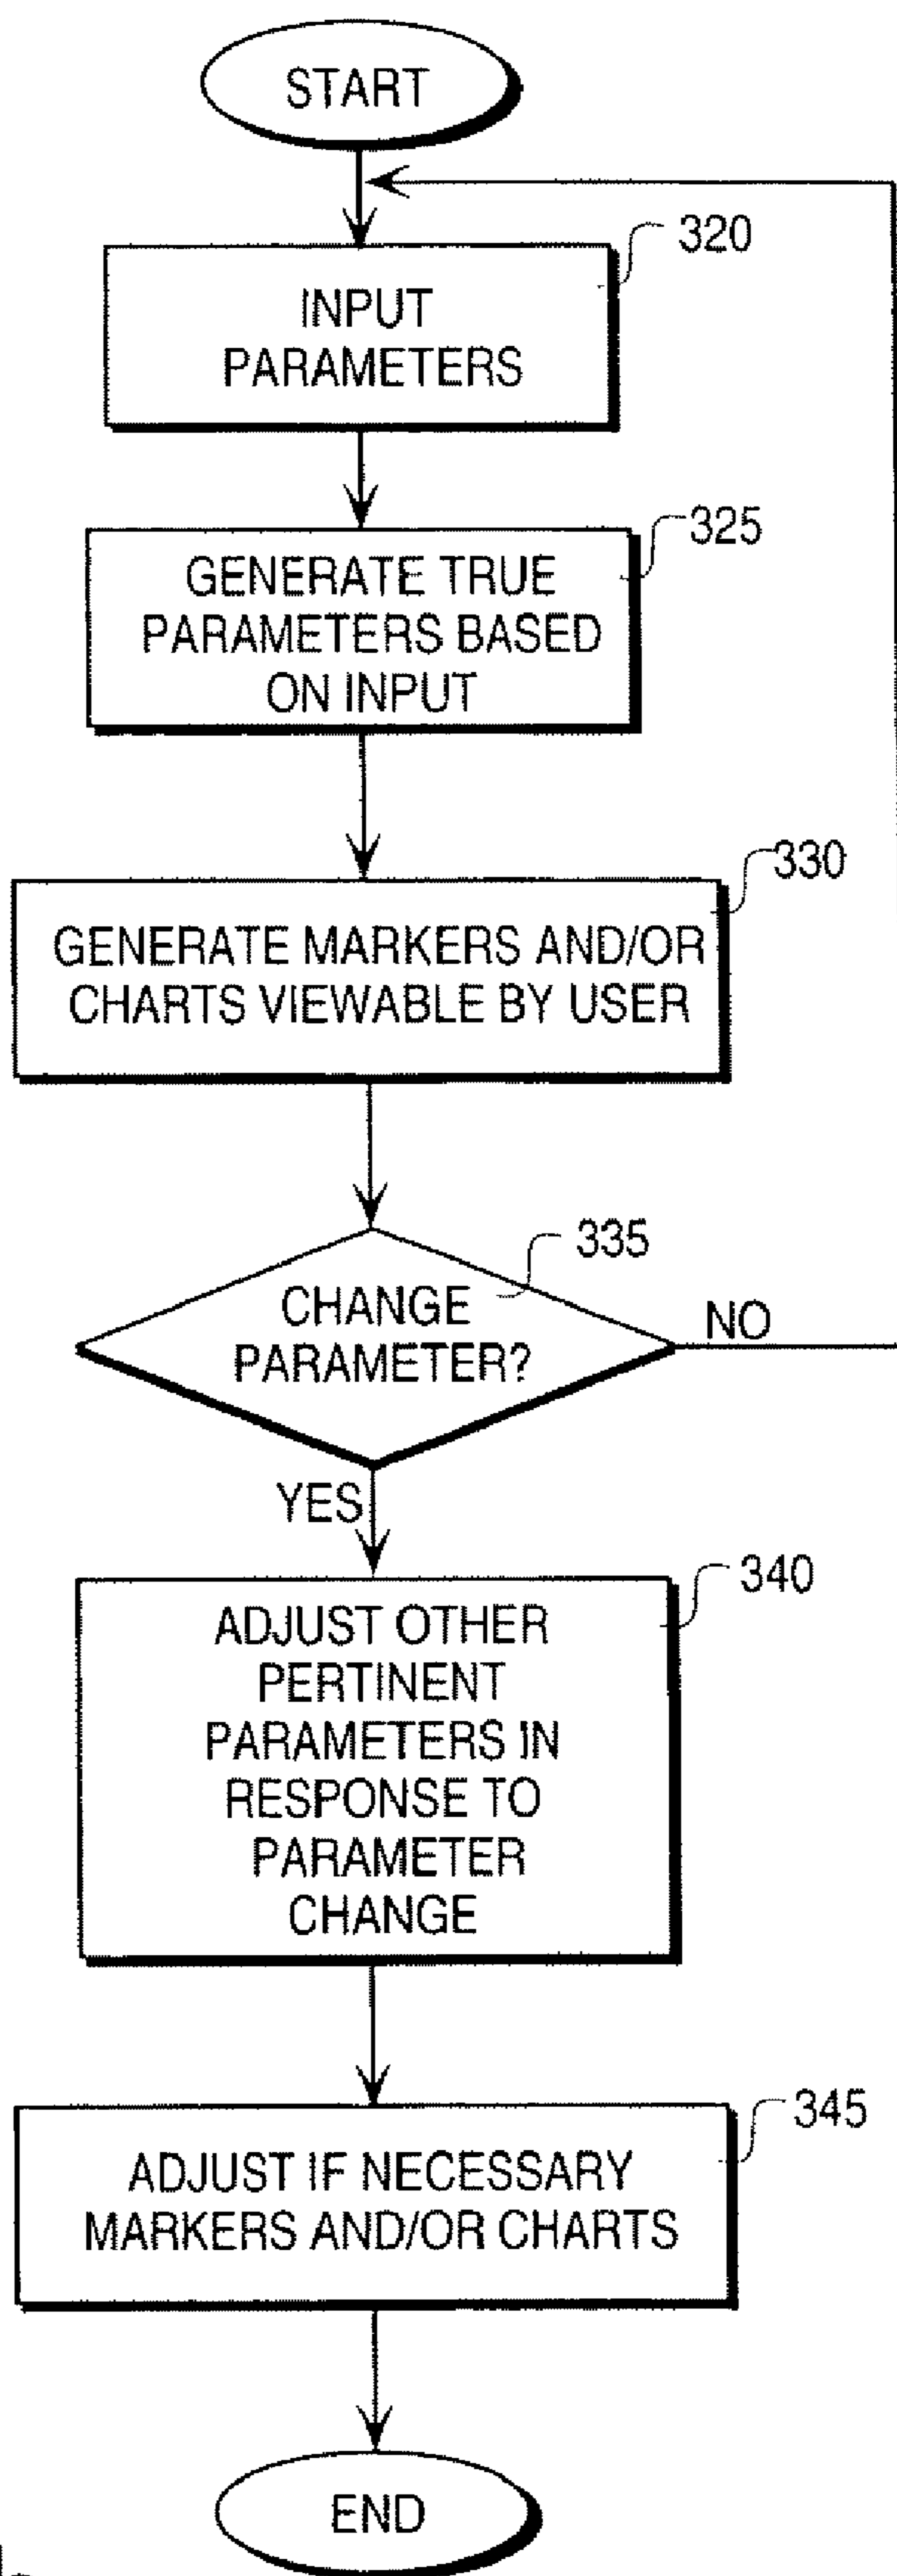 START
320
INPUT
PARAMETERS
325
GENERATE TRUE
PARAMETERS BASED
ON INPUT
330
GENERATE MARKERS AND/OR
CHARTS VIEWABLE BY USER
335
CHANGE
PARAMETER?
NO
YES
340
ADJUST OTHER
PERTINENT
PARAMETERS IN
RESPONSE TO
PARAMETER
CHANGE
345
ADJUST IF NECESSARY
MARKERS AND/OR CHARTS
END